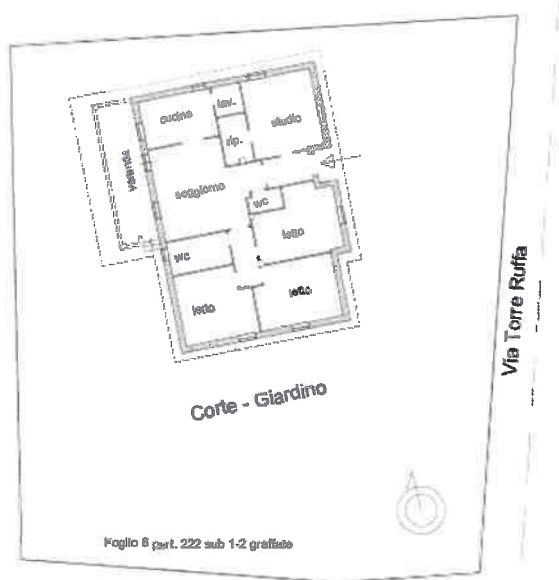 cucina
lav.
studio
rip.
veranda
soggiorno
wc
letto
wc
letto
letto
Via Torre Ruffa
Corte - Giardino
Foglio 6 part. 222 sub 1-2 graffate